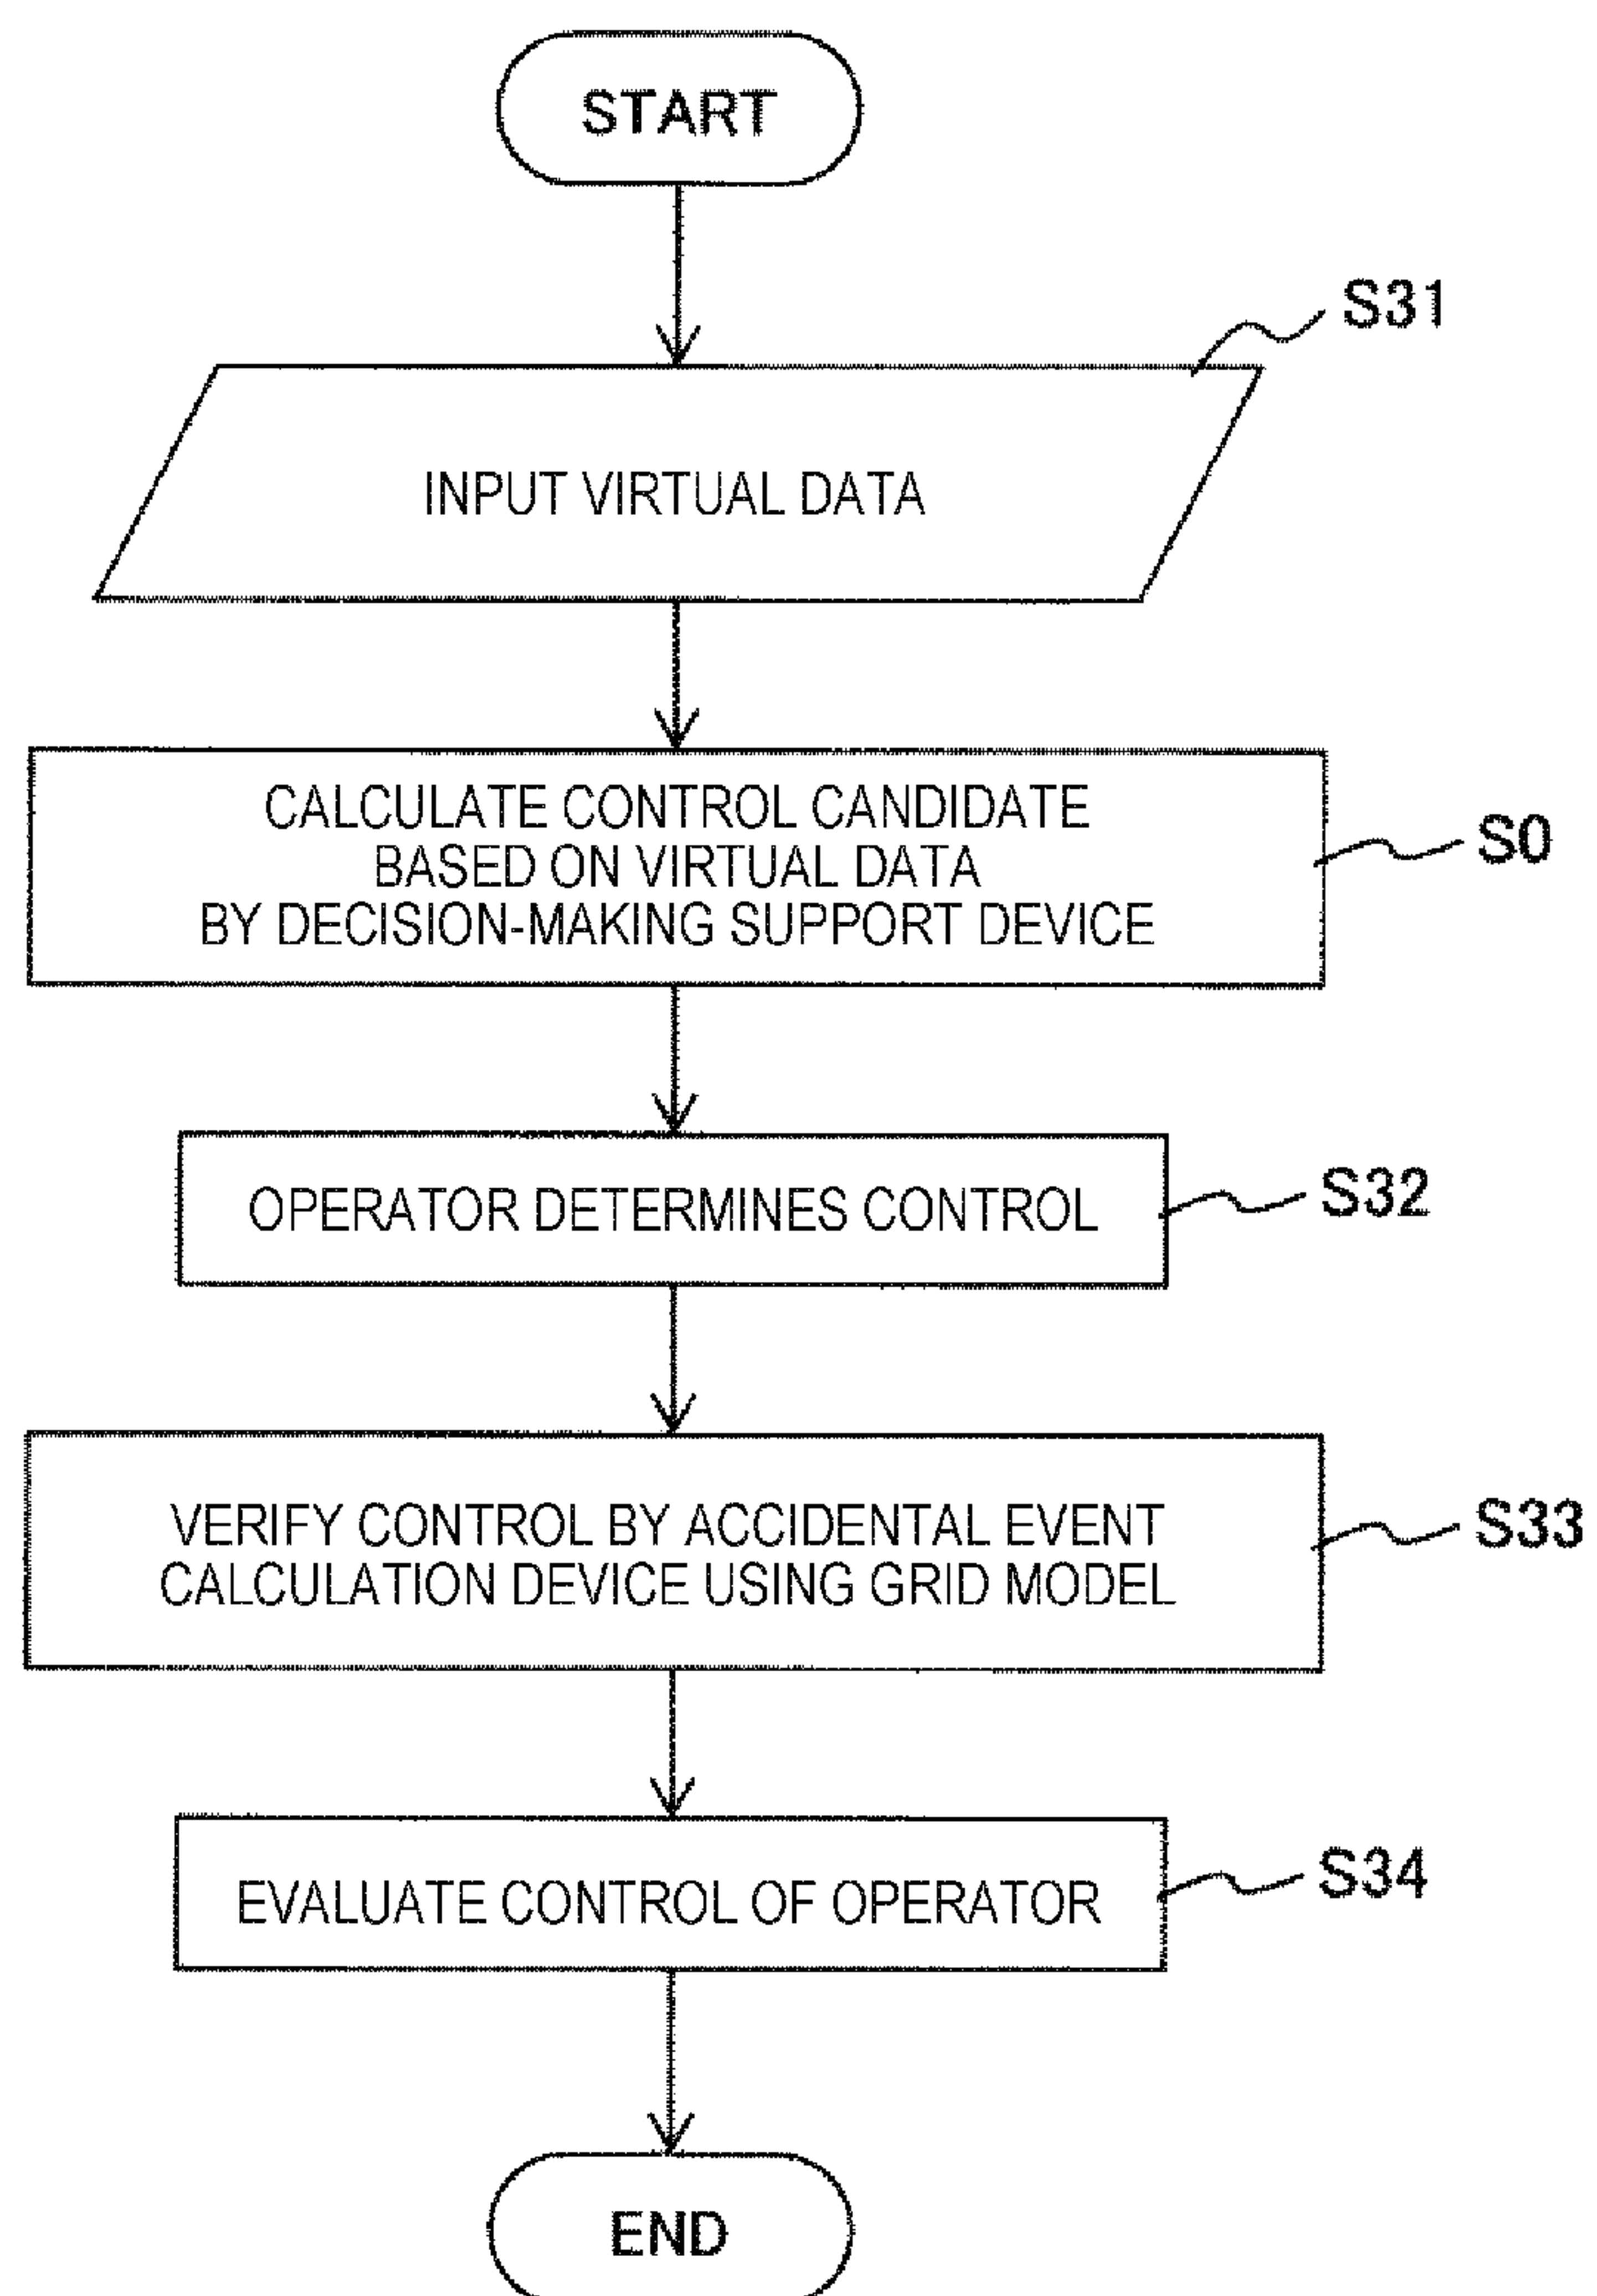 START
S31
INPUT VIRTUAL DATA
CALCULATE CONTROL CANDIDATE
BASED ON VIRTUAL DATA
BY DECISION-MAKING SUPPORT DEVICE
S0
OPERATOR DETERMINES CONTROL
S32
VERIFY CONTROL BY ACCIDENTAL EVENT
CALCULATION DEVICE USING GRID MODEL
S33
EVALUATE CONTROL OF OPERATOR
S34
END